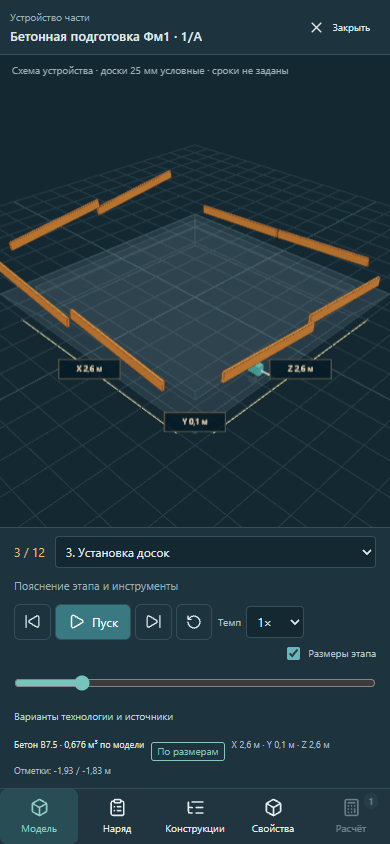 Устройство части
Бетонная подготовка Фм1 · 1/А
Закрыть
Схема устройства · доски 25 мм условные · сроки не заданы
X 2,6 м
Z 2,6 м
Y 0,1 м
3 / 12
3. Установка досок
Пояснение этапа и инструменты
Пуск
Темп
1×
Размеры этапа
Варианты технологии и источники
Бетон В7.5 · 0,676 м³ по модели
По размерам
X 2,6 м · Y 0,1 м · Z 2,6 м
Отметки: -1,93 / -1,83 м
Модель
Наряд
Конструкции
Свойства
Расчёт
1